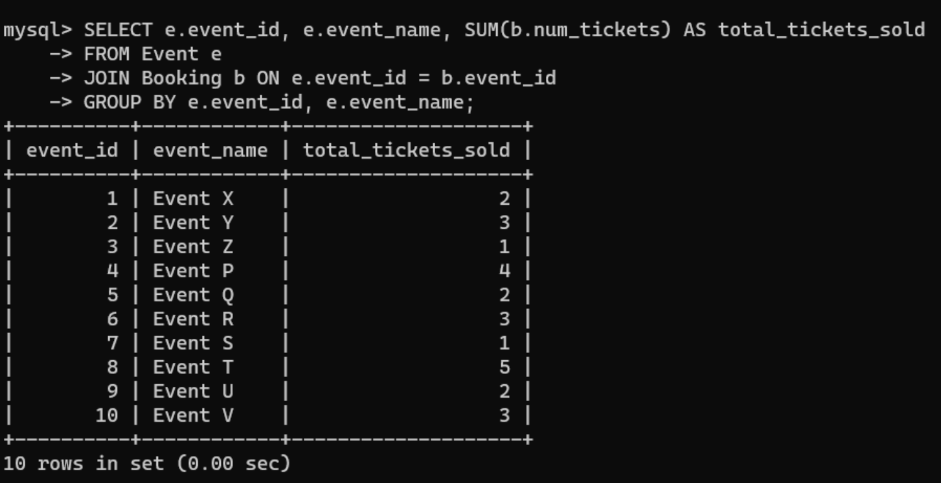 mysql> SELECT e.event_id, e.event_name, SUM(b.num_tickets) AS total_tickets_sold
    -> FROM Event e
    -> JOIN Booking b ON e.event_id = b.event_id
    -> GROUP BY e.event_id, e.event_name;
+----------+------------+--------------------+
| event_id | event_name | total_tickets_sold |
+----------+------------+--------------------+
|        1 | Event X    |                  2 |
|        2 | Event Y    |                  3 |
|        3 | Event Z    |                  1 |
|        4 | Event P    |                  4 |
|        5 | Event Q    |                  2 |
|        6 | Event R    |                  3 |
|        7 | Event S    |                  1 |
|        8 | Event T    |                  5 |
|        9 | Event U    |                  2 |
|       10 | Event V    |                  3 |
+----------+------------+--------------------+
10 rows in set (0.00 sec)